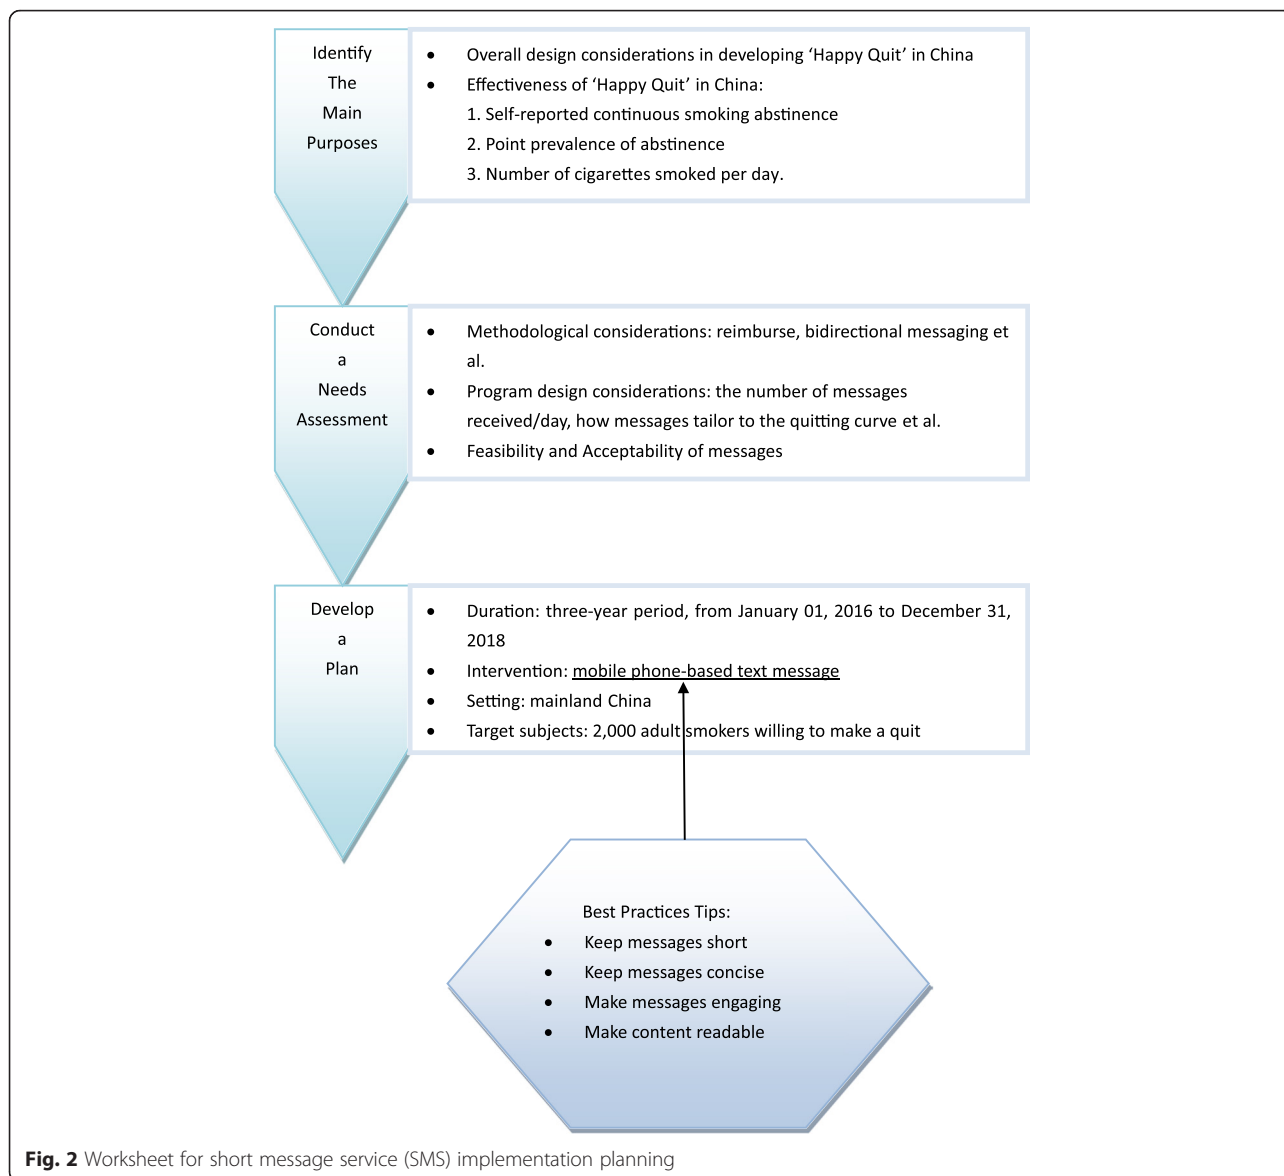 Identify
The
Main
Purposes
• Overall design considerations in developing ‘Happy Quit’ in China
• Effectiveness of ‘Happy Quit’ in China:
1. Self-reported continuous smoking abstinence
2. Point prevalence of abstinence
3. Number of cigarettes smoked per day.
Conduct
a
Needs
Assessment
• Methodological considerations: reimburse, bidirectional messaging et
al.
• Program design considerations: the number of messages
received/day, how messages tailor to the quitting curve et al.
• Feasibility and Acceptability of messages
Develop
a
Plan
• Duration: three-year period, from January 01, 2016 to December 31,
2018
• Intervention: mobile phone-based text message
• Setting: mainland China
• Target subjects: 2,000 adult smokers willing to make a quit
Best Practices Tips:
• Keep messages short
• Keep messages concise
• Make messages engaging
• Make content readable
Fig. 2 Worksheet for short message service (SMS) implementation planning